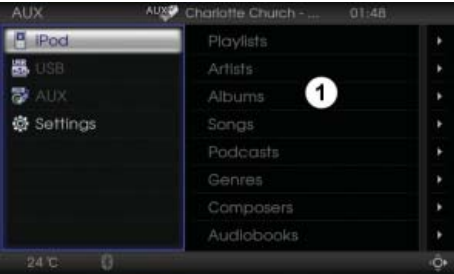 AUX AUX Charlotte Church - ... 01:48
iPod
USB
AUX
Settings
Playlists
Artists
Albums
1
Songs
Podcasts
Genres
Composers
Audiobooks
24°C